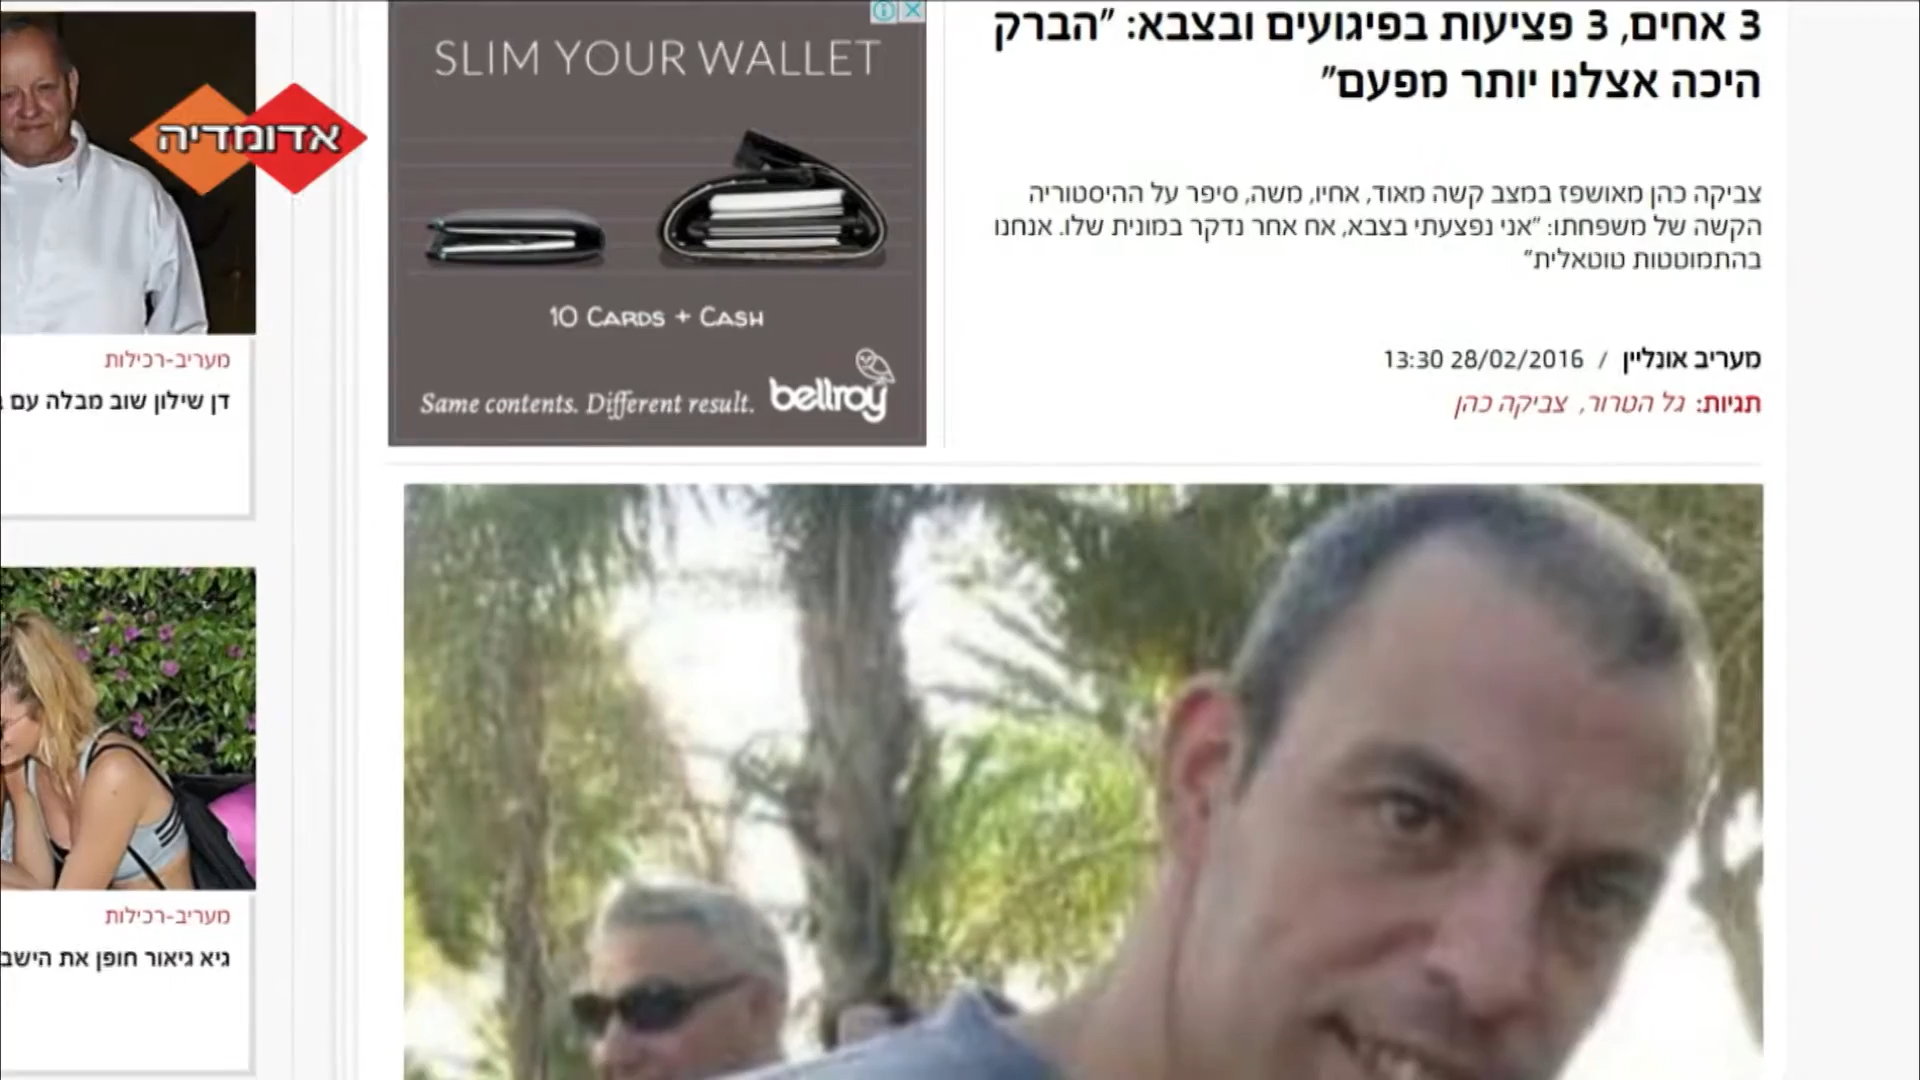 3 אחים, 3 פציעות בפיגועים ובצבא: "הברק
היכה אצלנו יותר מפעם"
צביקה כהן מאושפז במצב קשה מאוד, אחיו, משה, סיפר על ההיסטוריה
הקשה של משפחתו: "אני נפצעתי בצבא, אח אחר נדקר במונית שלו. אנחנו
בהתמוטטות טוטאלית"
מעריב אונליין / 28/02/2016 13:30
תגיות: גל הטרור, צביקה כהן
SLIM YOUR WALLET
10 CARDS + CASH
Same contents. Different result. bellroy
אדומדיה
מעריב-רכילות
דן שילון שוב מבלה עם
מעריב-רכילות
גיא גיאור חופן את הישב